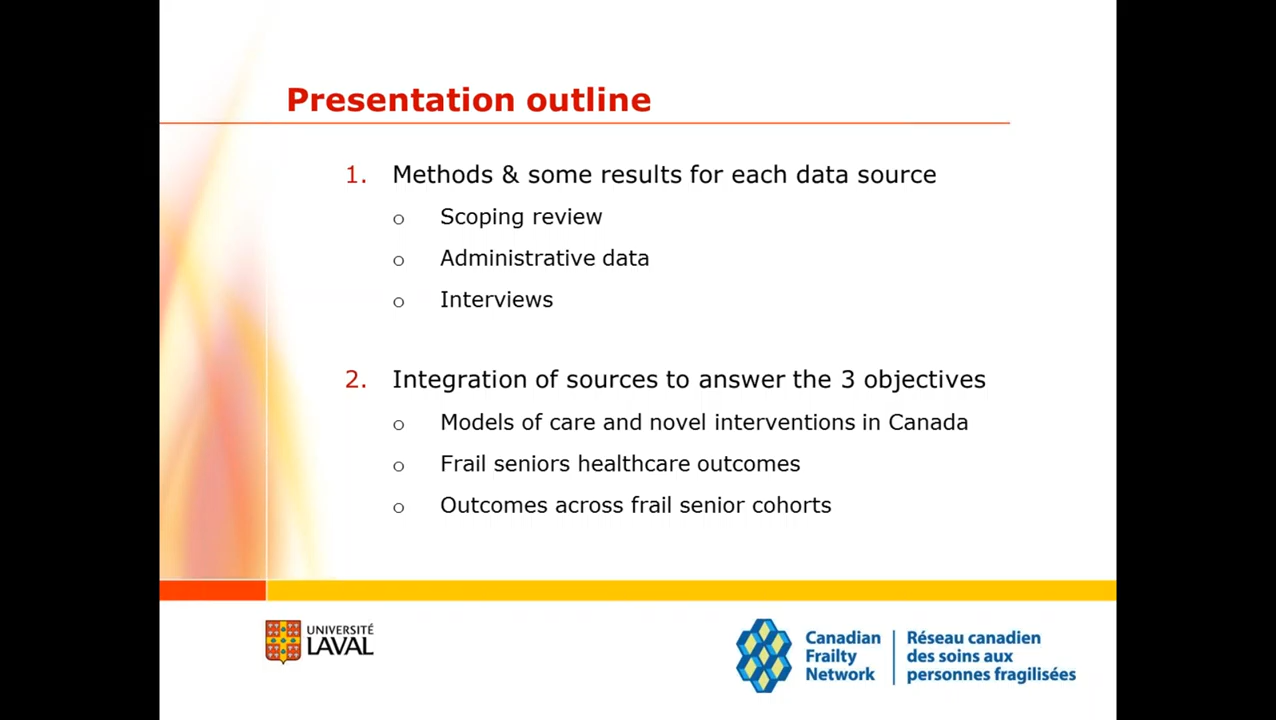 Presentation outline
1. Methods & some results for each data source
o Scoping review
o Administrative data
o Interviews
2. Integration of sources to answer the 3 objectives
o Models of care and novel interventions in Canada
o Frail seniors healthcare outcomes
o Outcomes across frail senior cohorts
UNIVERSITÉ
LAVAL
Canadian
Frailty
Network
Réseau canadien
des soins aux
personnes fragilisées